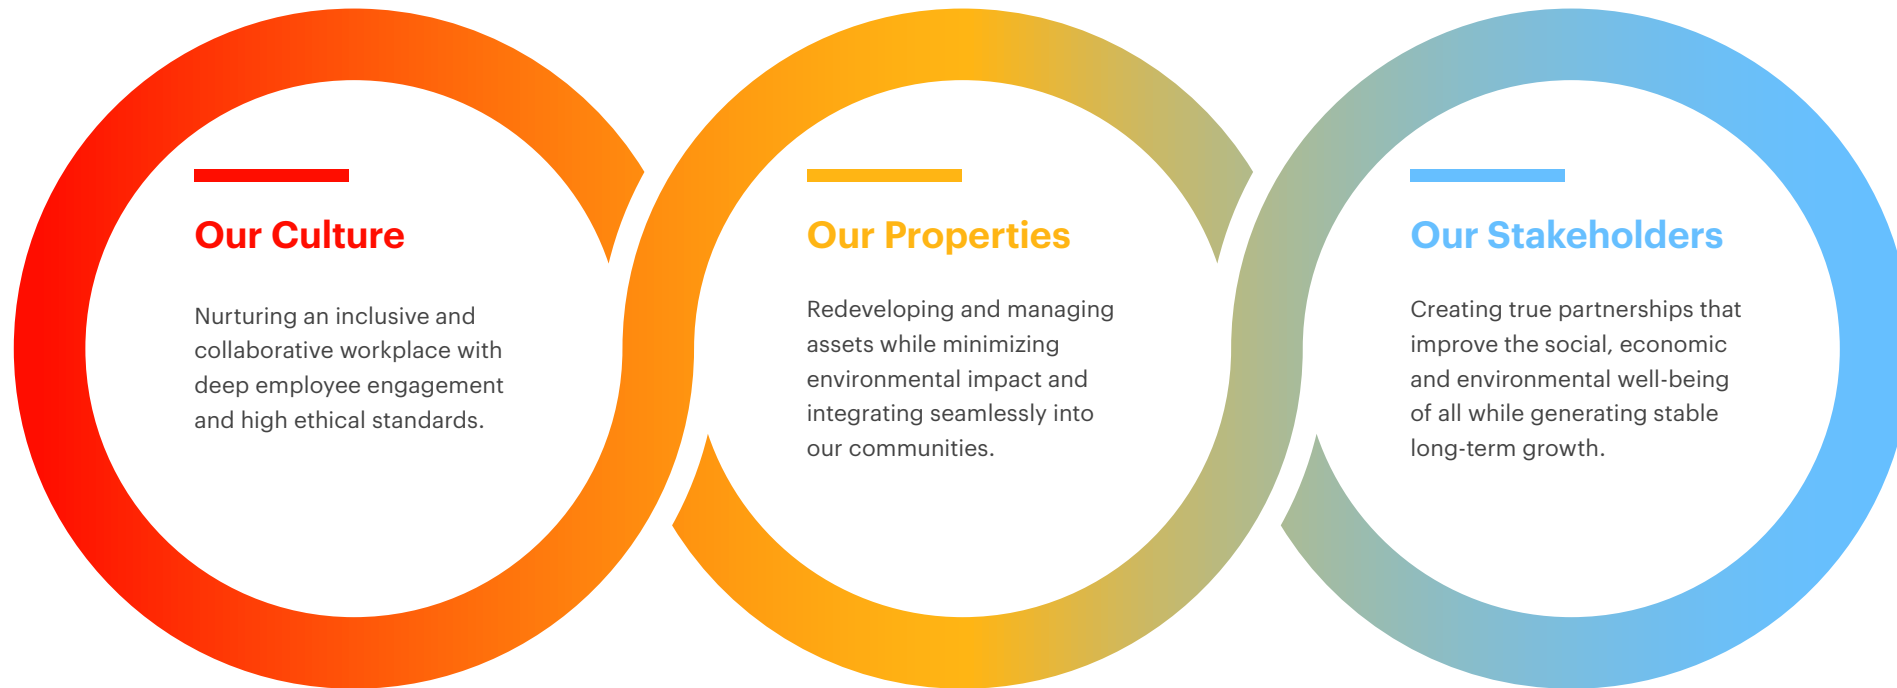 Our Culture
Nurturing an inclusive and
collaborative workplace with
deep employee engagement
and high ethical standards.
Our Properties
Redeveloping and managing
assets while minimizing
environmental impact and
integrating seamlessly into
our communities.
Our Stakeholders
Creating true partnerships that
improve the social, economic
and environmental well-being
of all while generating stable
long-term growth.